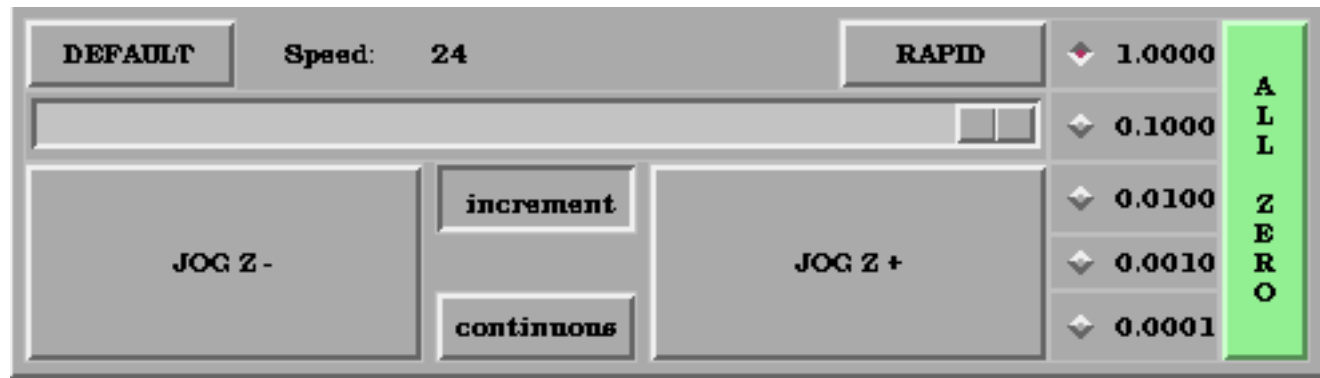 DEFAULT Speed: 24 RAPID
1.0000
0.1000
increment
0.0100
JOG Z -
JOG Z +
0.0010
continuous
0.0001
ALL ZERO